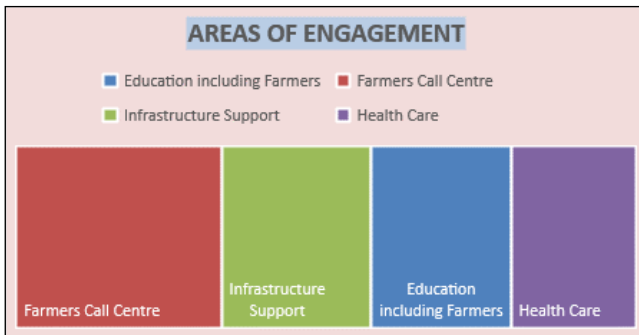 AREAS OF ENGAGEMENT
Education including Farmers
Farmers Call Centre
Infrastructure Support
Health Care
Farmers Call Centre
Infrastructure
Support
Education
including Farmers
Health Care